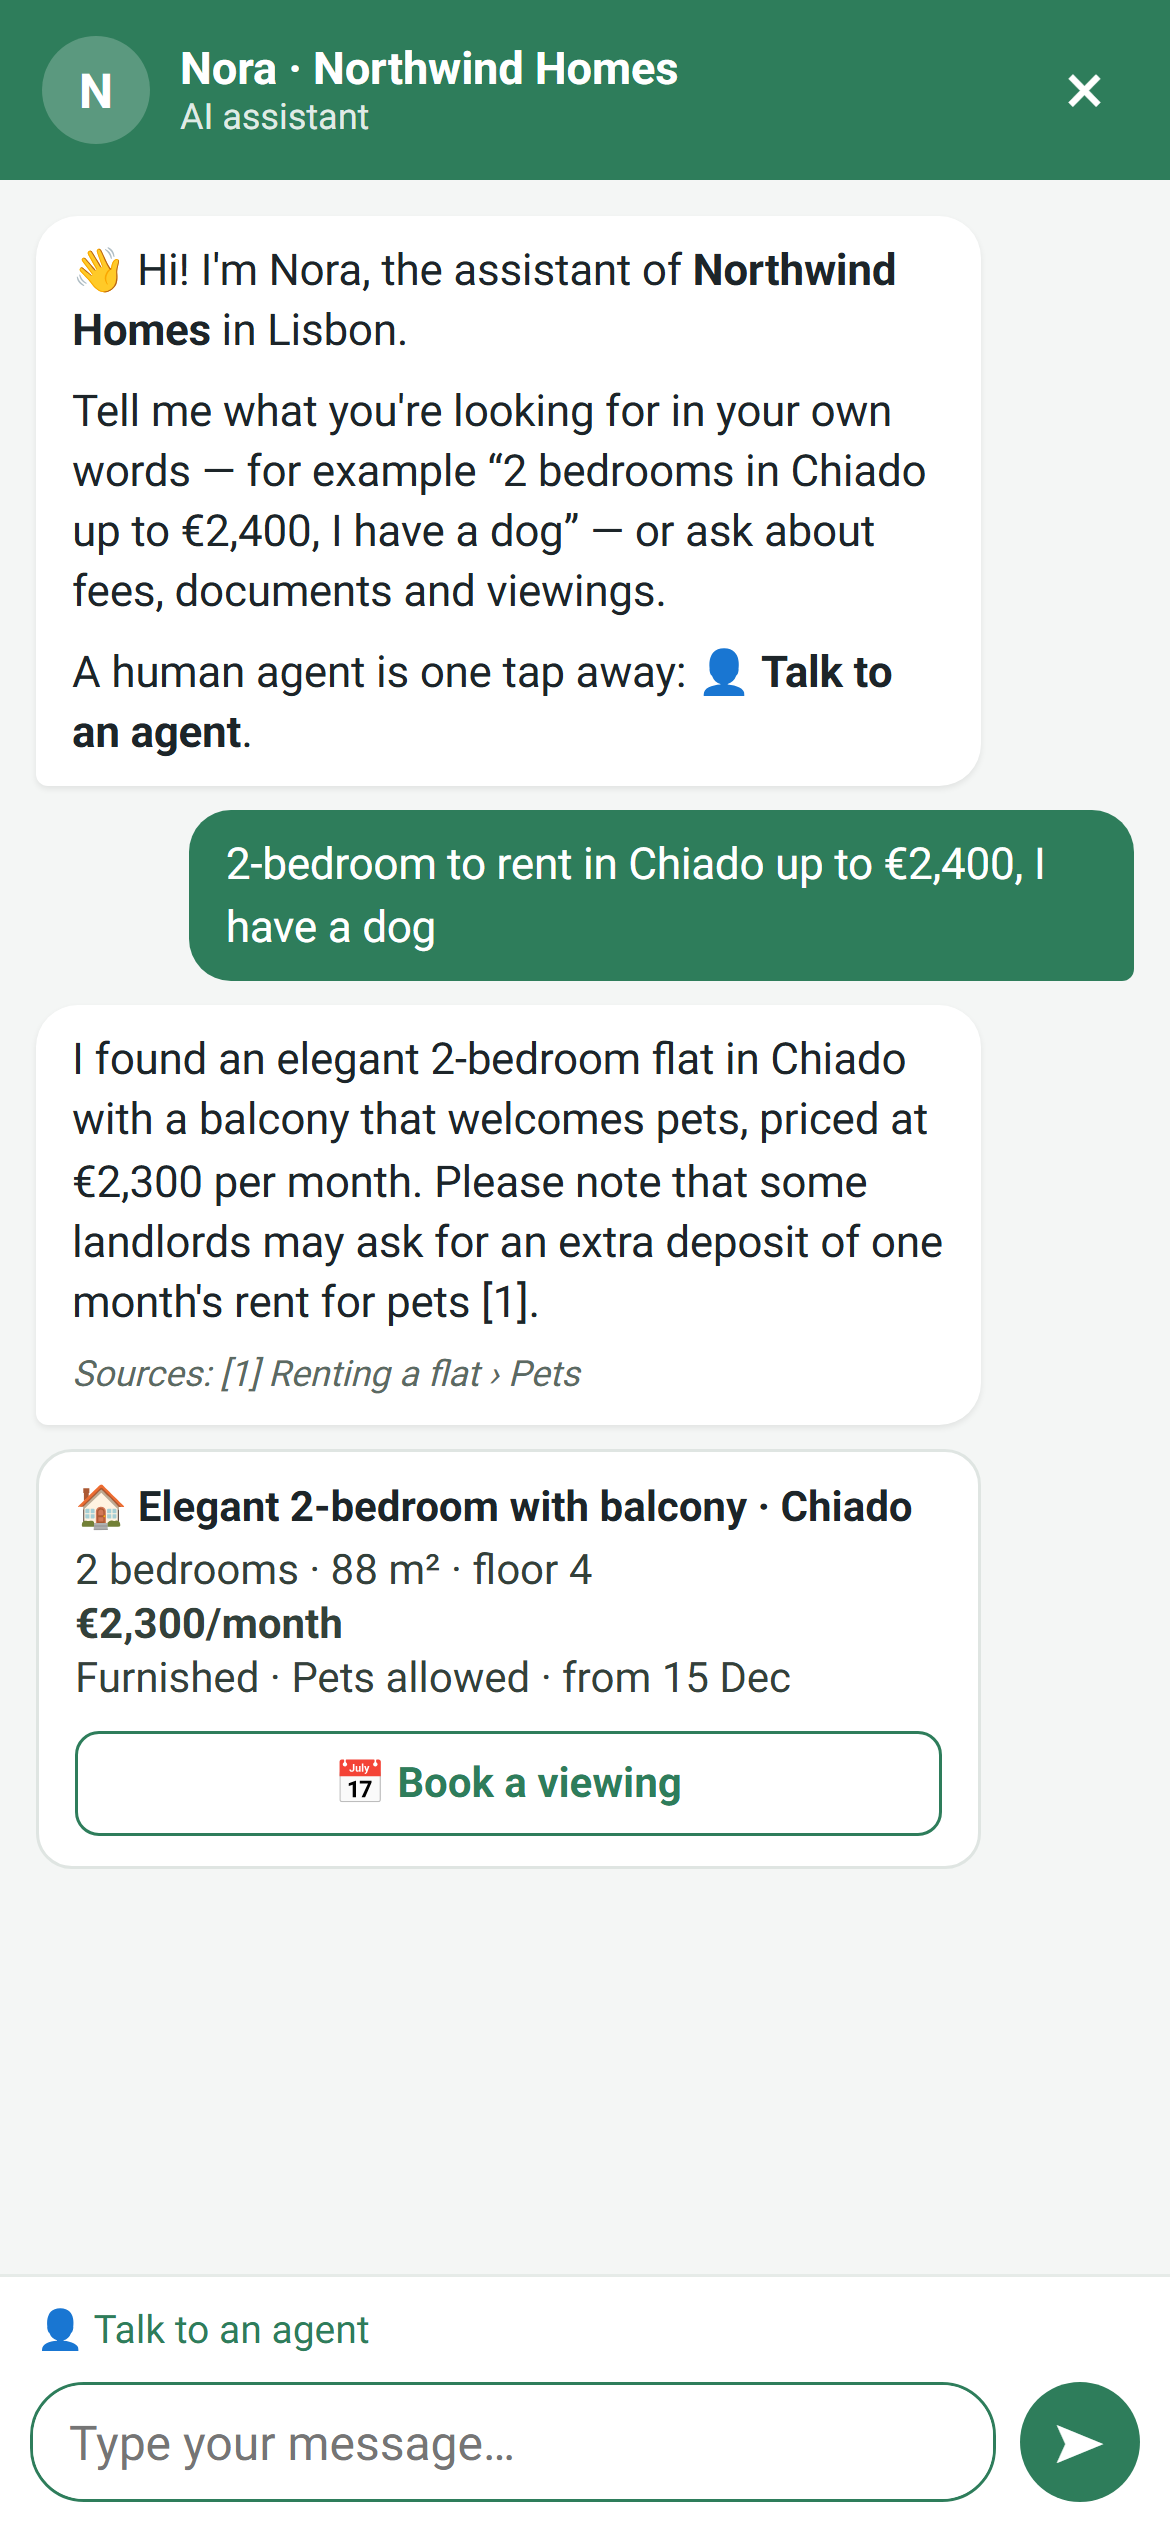 N
Nora · Northwind Homes
AI assistant
×
👋 Hi! I'm Nora, the assistant of Northwind
Homes in Lisbon.
Tell me what you're looking for in your own
words — for example “2 bedrooms in Chiado
up to €2,400, I have a dog” — or ask about
fees, documents and viewings.
A human agent is one tap away: 👤 Talk to
an agent.
2-bedroom to rent in Chiado up to €2,400, I
have a dog
I found an elegant 2-bedroom flat in Chiado
with a balcony that welcomes pets, priced at
€2,300 per month. Please note that some
landlords may ask for an extra deposit of one
month's rent for pets [1].
Sources: [1] Renting a flat › Pets
🏠 Elegant 2-bedroom with balcony · Chiado
2 bedrooms · 88 m² · floor 4
€2,300/month
Furnished · Pets allowed · from 15 Dec
📅 Book a viewing
👤 Talk to an agent
Type your message…